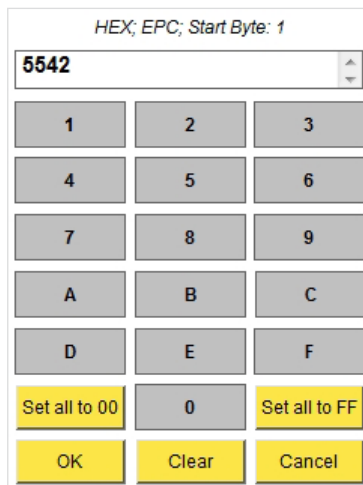 HEX; EPC; Start Byte: 1
5542
1 2 3
4 5 6
7 8 9
A B C
D E F
Set all to 00 0 Set all to FF
OK Clear Cancel